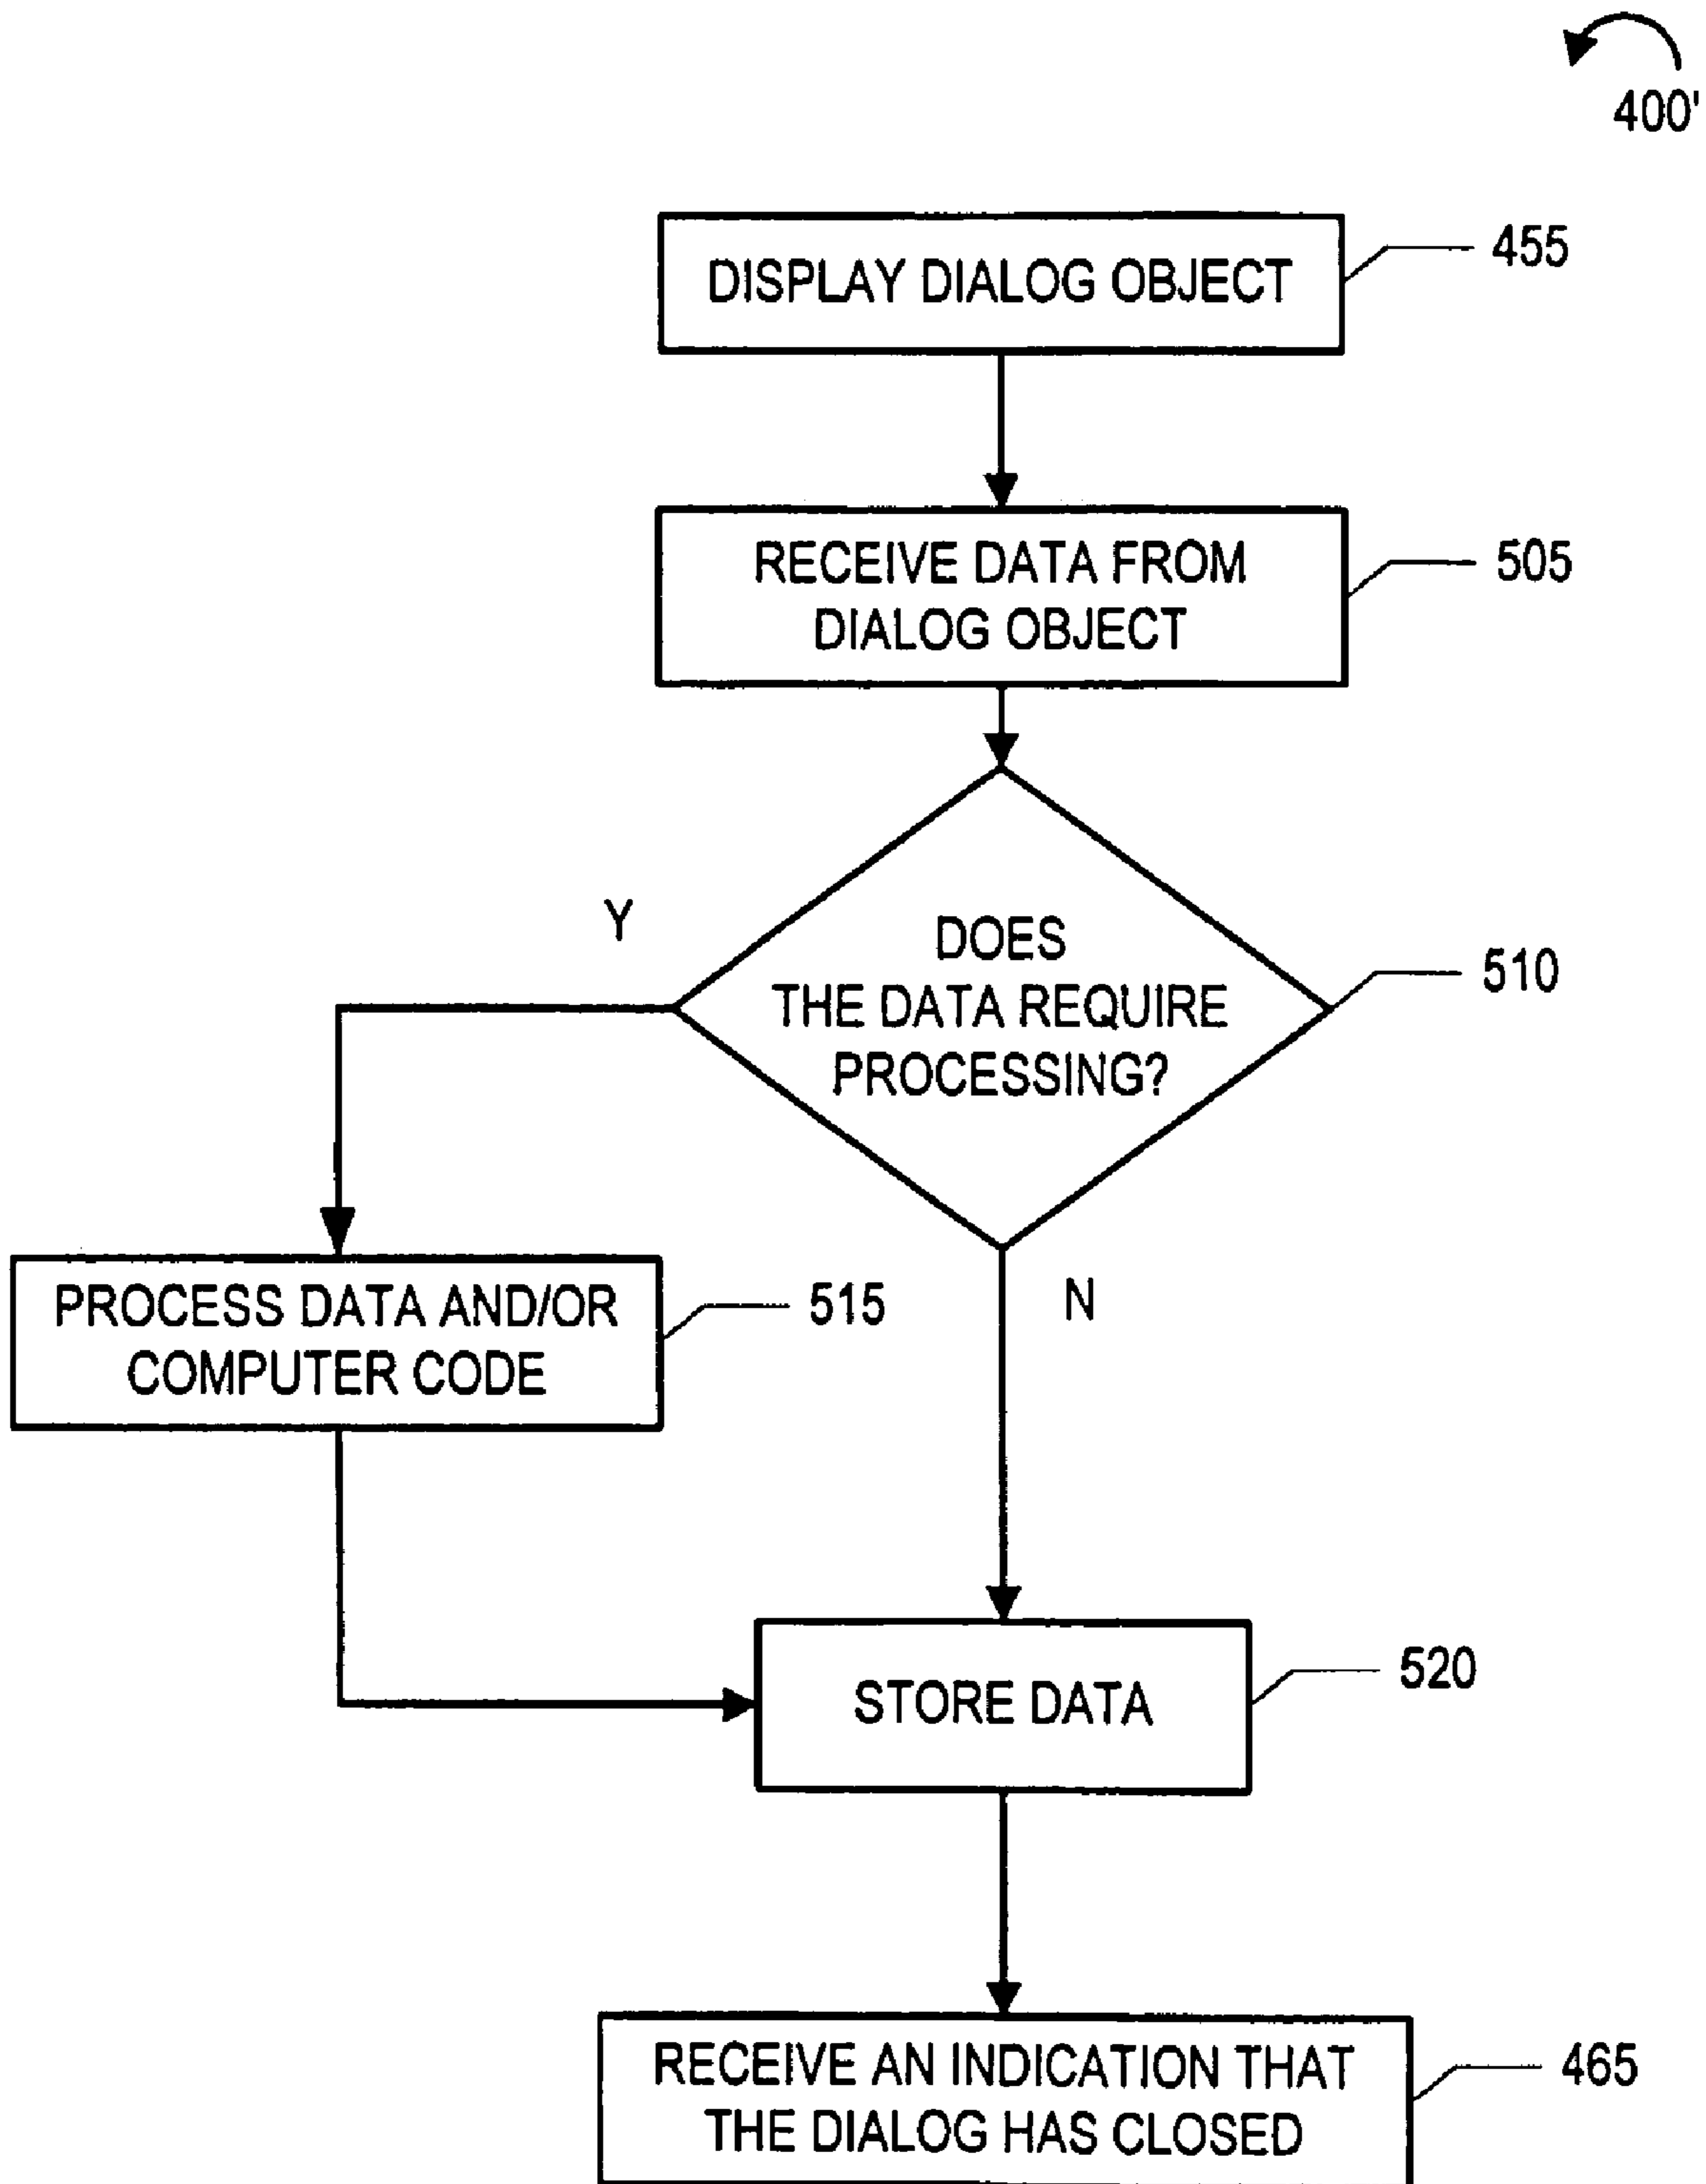 400'
DISPLAY DIALOG OBJECT
455
RECEIVE DATA FROM
DIALOG OBJECT
505
Y
DOES
THE DATA REQUIRE
PROCESSING?
510
PROCESS DATA AND/OR
COMPUTER CODE
515
N
STORE DATA
520
RECEIVE AN INDICATION THAT
THE DIALOG HAS CLOSED
465